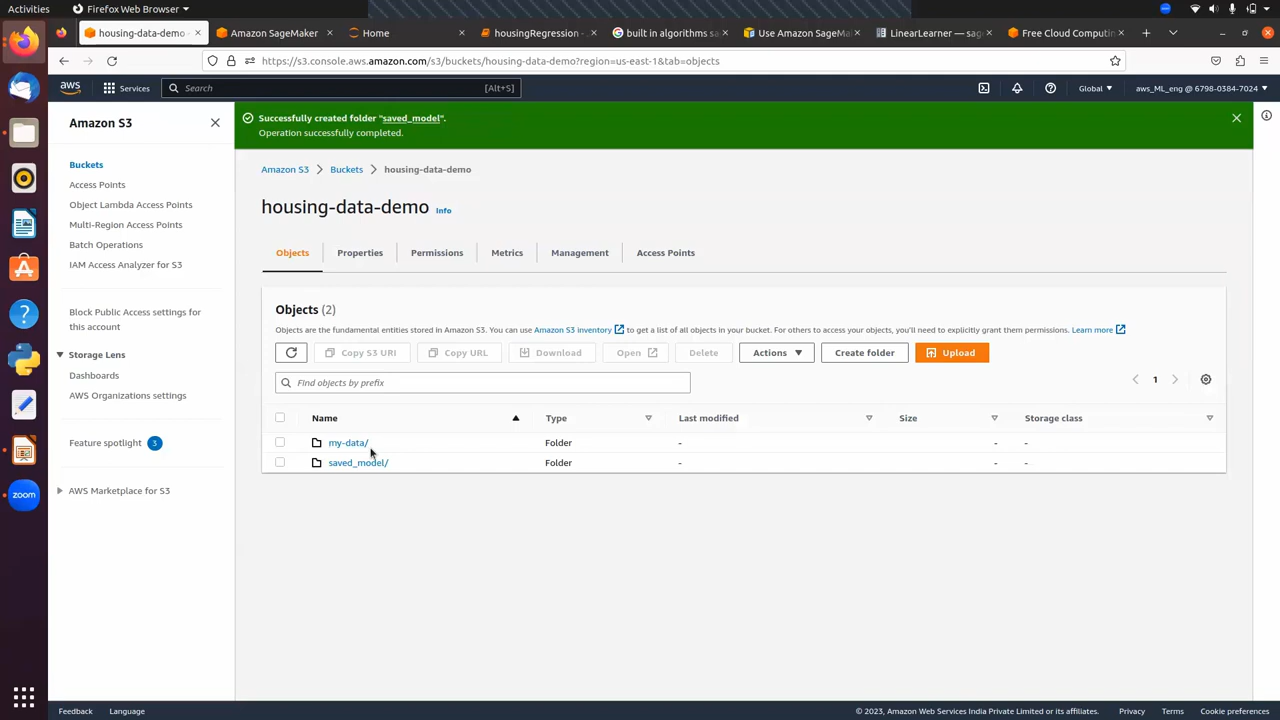 Activities
Firefox Web Browser
housing-data-demo
Amazon SageMaker
Home
housingRegression -
built in algorithms sa
Use Amazon SageMa
LinearLearner — sag
Free Cloud Computin
https://s3.console.aws.amazon.com/s3/buckets/housing-data-demo?region=us-east-1&tab=objects
aws
Services
Search
[Alt+S]
Global
aws_ML_eng @ 6798-0384-7024
Amazon S3
Buckets
Access Points
Object Lambda Access Points
Multi-Region Access Points
Batch Operations
IAM Access Analyzer for S3
Block Public Access settings for
this account
Storage Lens
Dashboards
AWS Organizations settings
Feature spotlight 3
AWS Marketplace for S3
zoom
Successfully created folder "saved_model".
Operation successfully completed.
Amazon S3 > Buckets > housing-data-demo
housing-data-demo Info
Objects Properties Permissions Metrics Management Access Points
Objects (2)
Objects are the fundamental entities stored in Amazon S3. You can use Amazon S3 inventory to get a list of all objects in your bucket. For others to access your objects, you'll need to explicitly grant them permissions. Learn more
Copy S3 URI Copy URL Download Open Delete Actions Create folder Upload
Find objects by prefix
1
Name Type Last modified Size Storage class
my-data/ Folder - - -
saved_model/ Folder - - -
Feedback Language © 2023, Amazon Web Services India Private Limited or its affiliates. Privacy Terms Cookie preferences